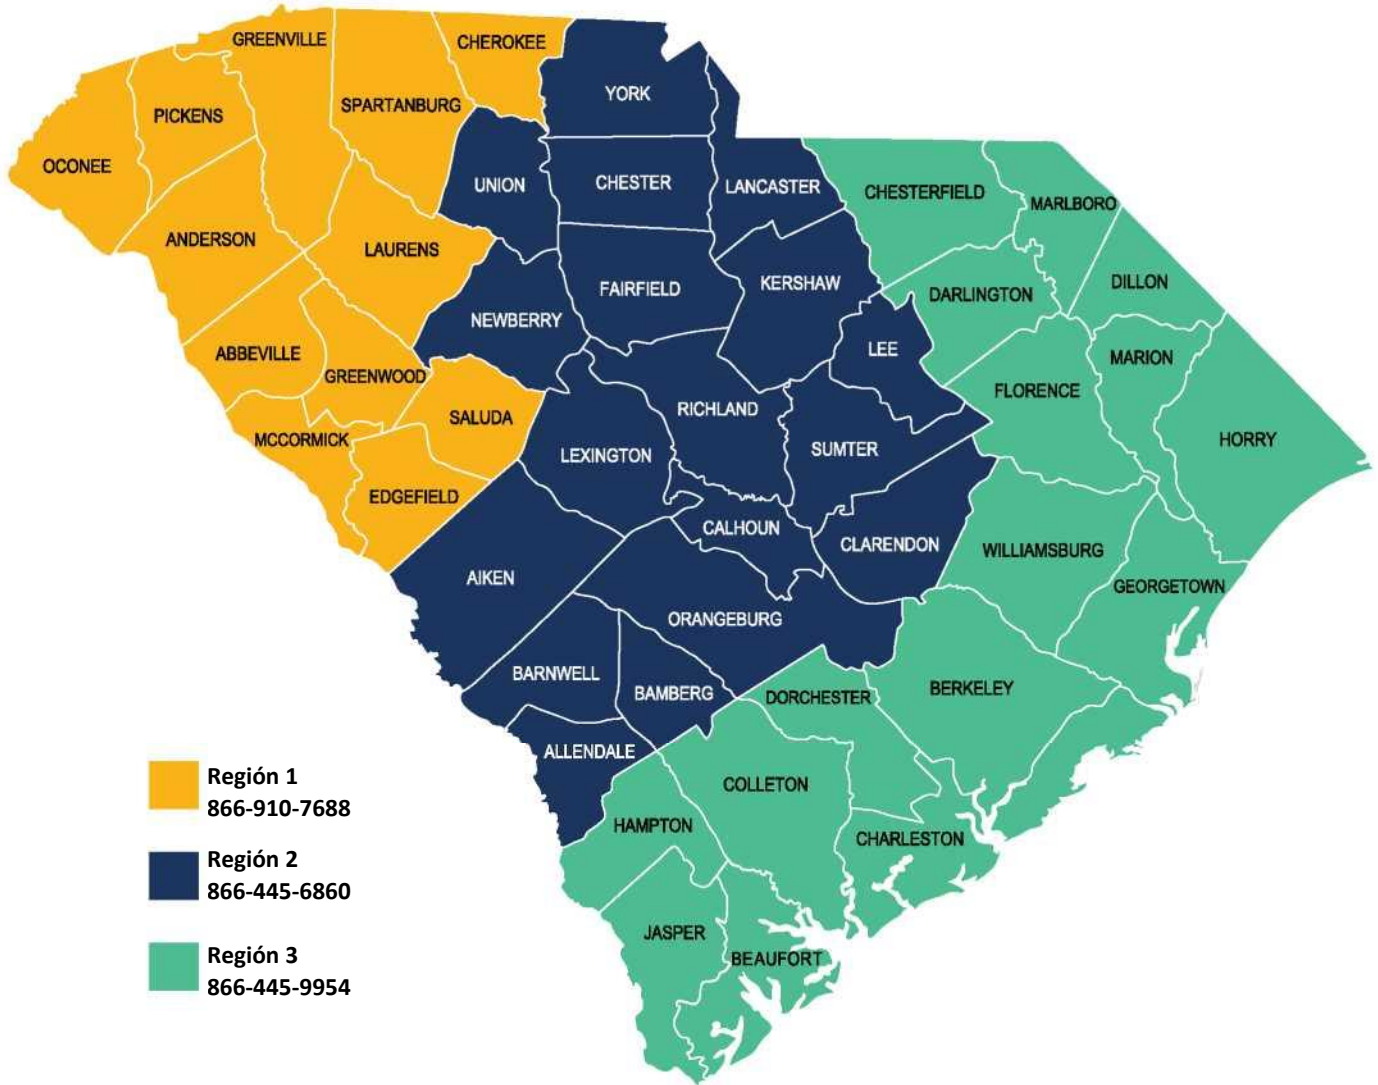 GREENVILLE
CHEROKEE
SPARTANBURG
YORK
PICKENS
OCONEE
UNION
CHESTER
LANCASTER
CHESTERFIELD
MARLBORO
ANDERSON
LAURENS
FAIRFIELD
KERSHAW
DARLINGTON
DILLON
NEWBERRY
LEE
MARION
ABBEVILLE
GREENWOOD
FLORENCE
RICHLAND
SALUDA
MCCORMICK
HORRY
LEXINGTON
SUMTER
EDGEFIELD
CALHOUN
CLARENDON
WILLIAMSBURG
AIKEN
GEORGETOWN
ORANGEBURG
BARNWELL
BAMBERG
DORCHESTER
BERKELEY
ALLENDALE
COLLETON
HAMPTON
CHARLESTON
JASPER
BEAUFORT
Región 1
866-910-7688
Región 2
866-445-6860
Región 3
866-445-9954